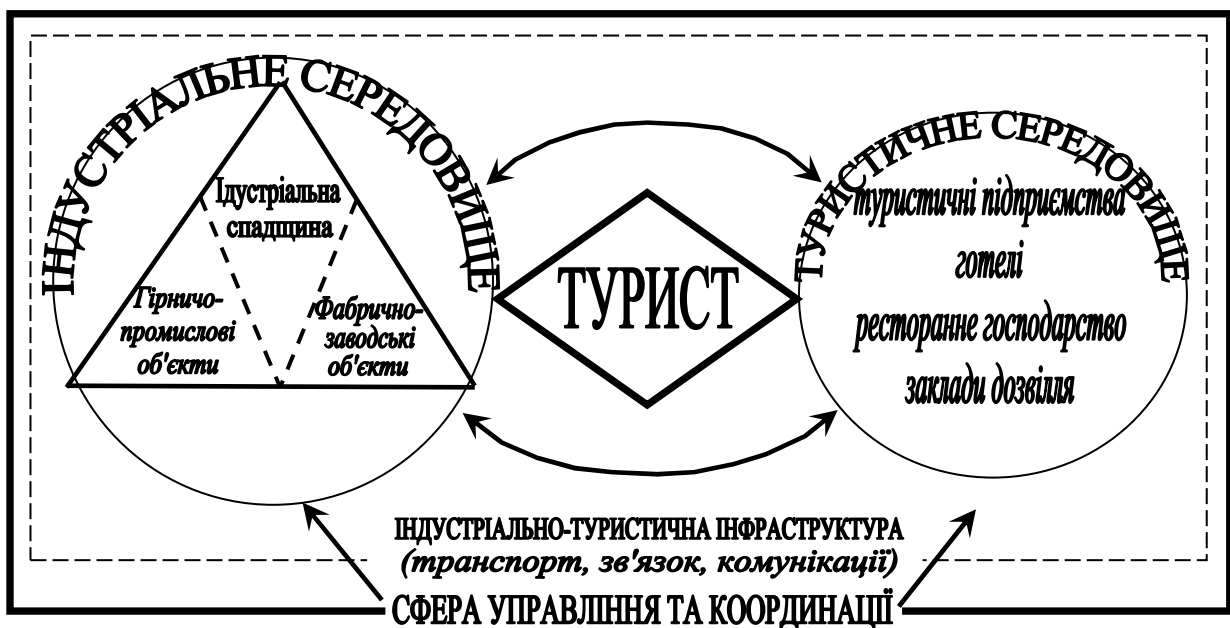 ІНДУСТРІАЛЬНЕ СЕРЕДОВИЩЕ
Ідустріальна
спадщина
Гірничо-
промислові
об'єкти
Фабрично-
заводські
об'єкти
ТУРИСТ
ТУРИСТИЧНЕ СЕРЕДОВИЩЕ
туристичні підприємства
готелі
ресторанне господарство
заклади дозвілля
ІНДУСТРІАЛЬНО-ТУРИСТИЧНА ІНФРАСТРУКТУРА
(транспорт, зв'язок, комунікації)
СФЕРА УПРАВЛІННЯ ТА КООРДИНАЦІЇ